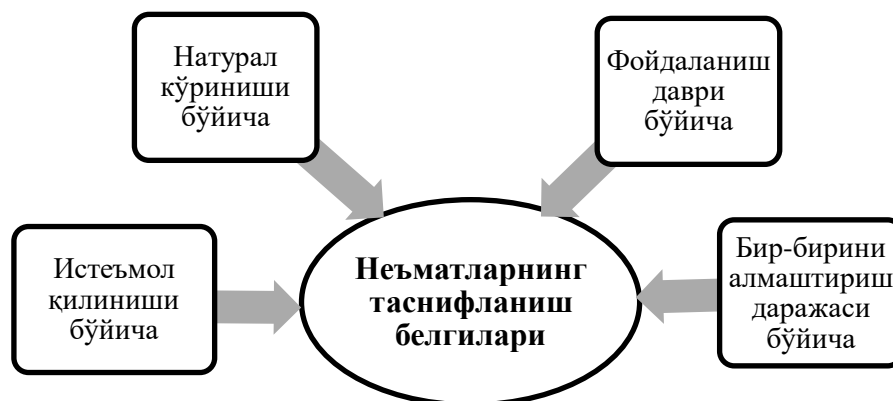 Натурал
кўриниши
бўйича
Фойдаланиш
даври
бўйича
Истеъмол
қилиниши
бўйича
Неъматларнинг
таснифланиш
белгилари
Бир-бирини
алмаштириш
даражаси
бўйича